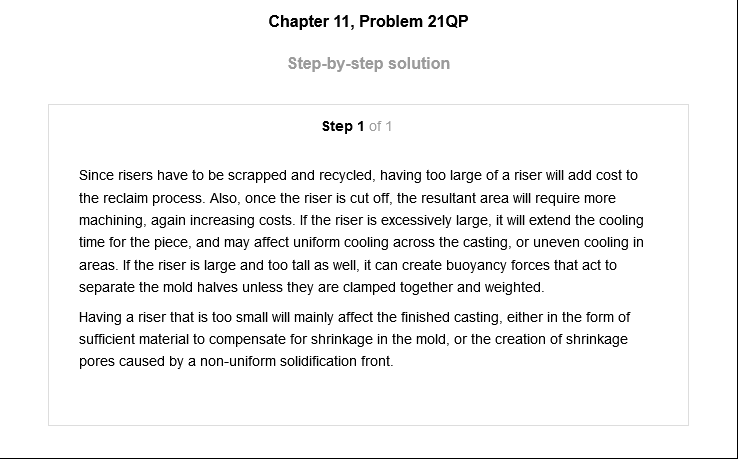 Chapter 11, Problem 21QP
Step-by-step solution
Step 1 of 1
Since risers have to be scrapped and recycled, having too large of a riser will add cost to
the reclaim process. Also, once the riser is cut off, the resultant area will require more
machining, again increasing costs. If the riser is excessively large, it will extend the cooling
time for the piece, and may affect uniform cooling across the casting, or uneven cooling in
areas. If the riser is large and too tall as well, it can create buoyancy forces that act to
separate the mold halves unless they are clamped together and weighted.
Having a riser that is too small will mainly affect the finished casting, either in the form of
sufficient material to compensate for shrinkage in the mold, or the creation of shrinkage
pores caused by a non-uniform solidification front.